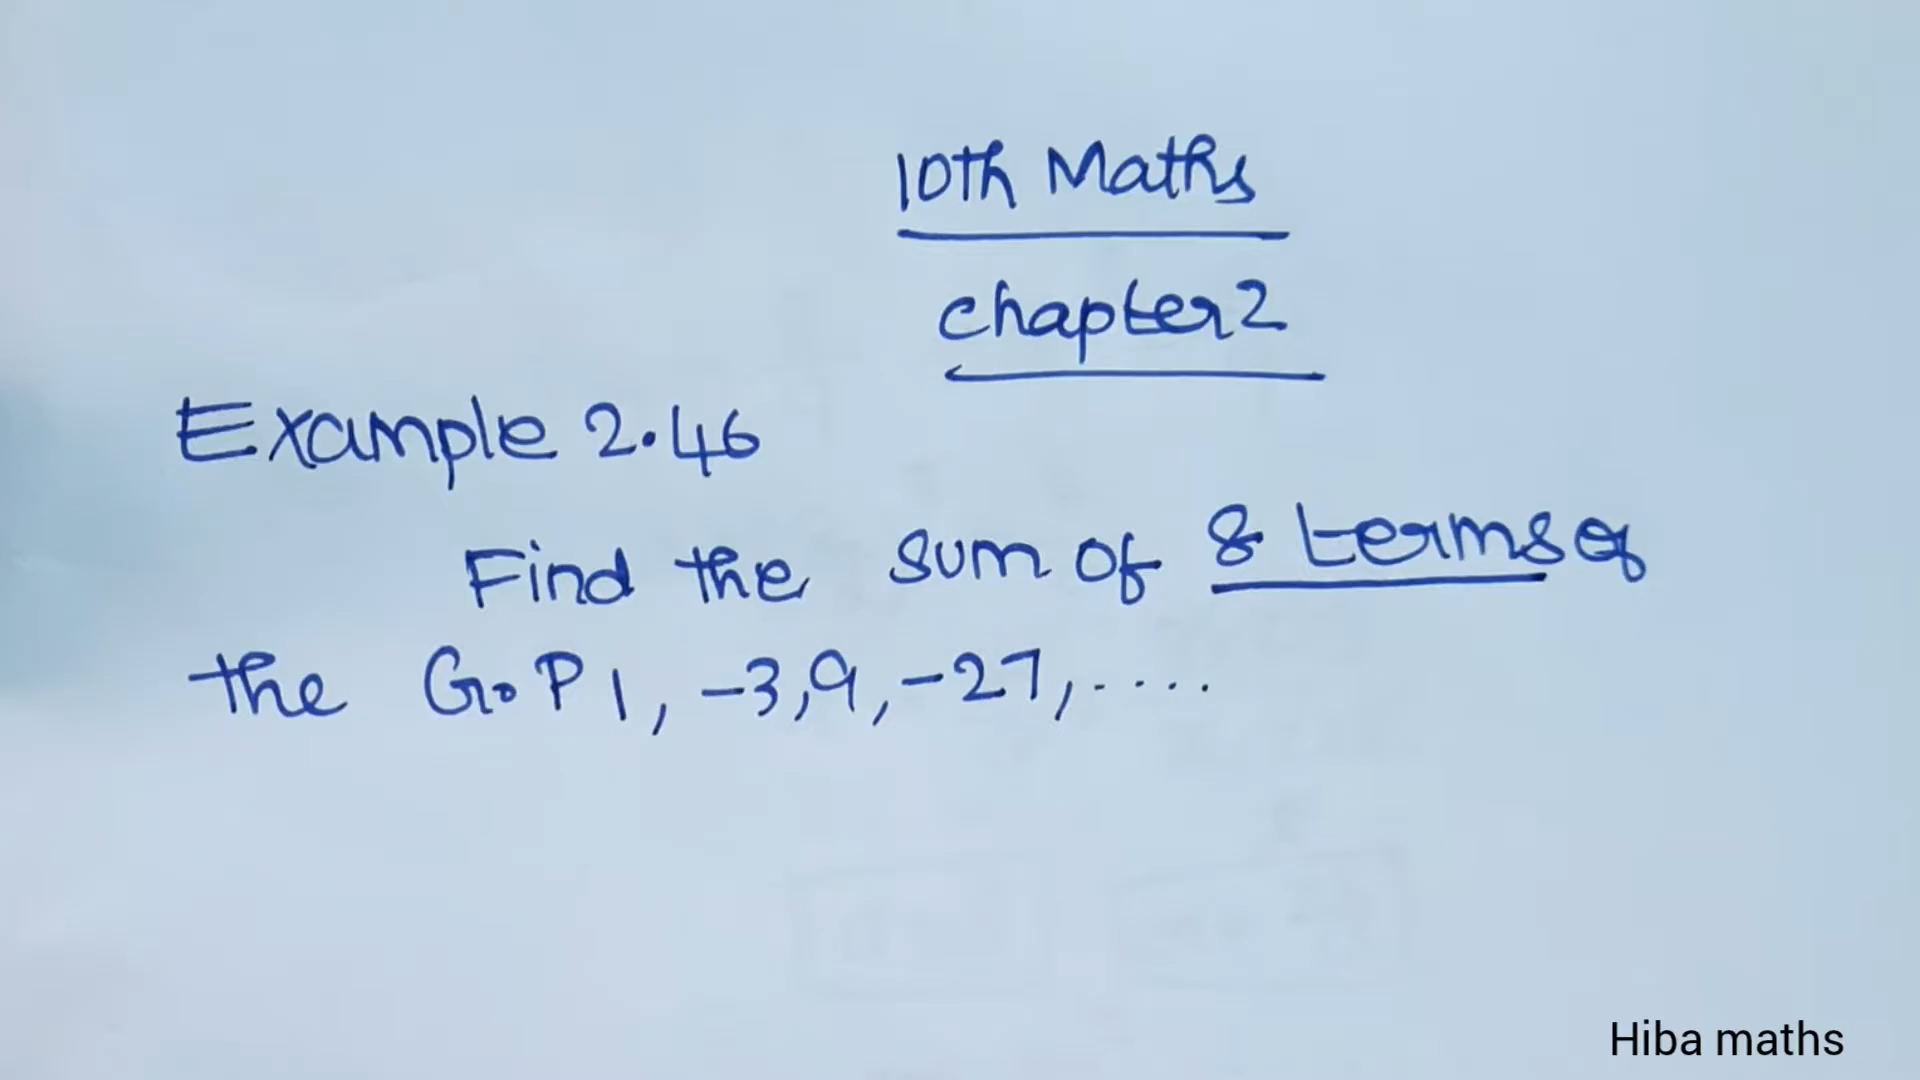 10th Maths
chapter2
Example 2.46
Find the sum of 8 terms of
the G.P 1, -3,9,-27,....
Hiba maths